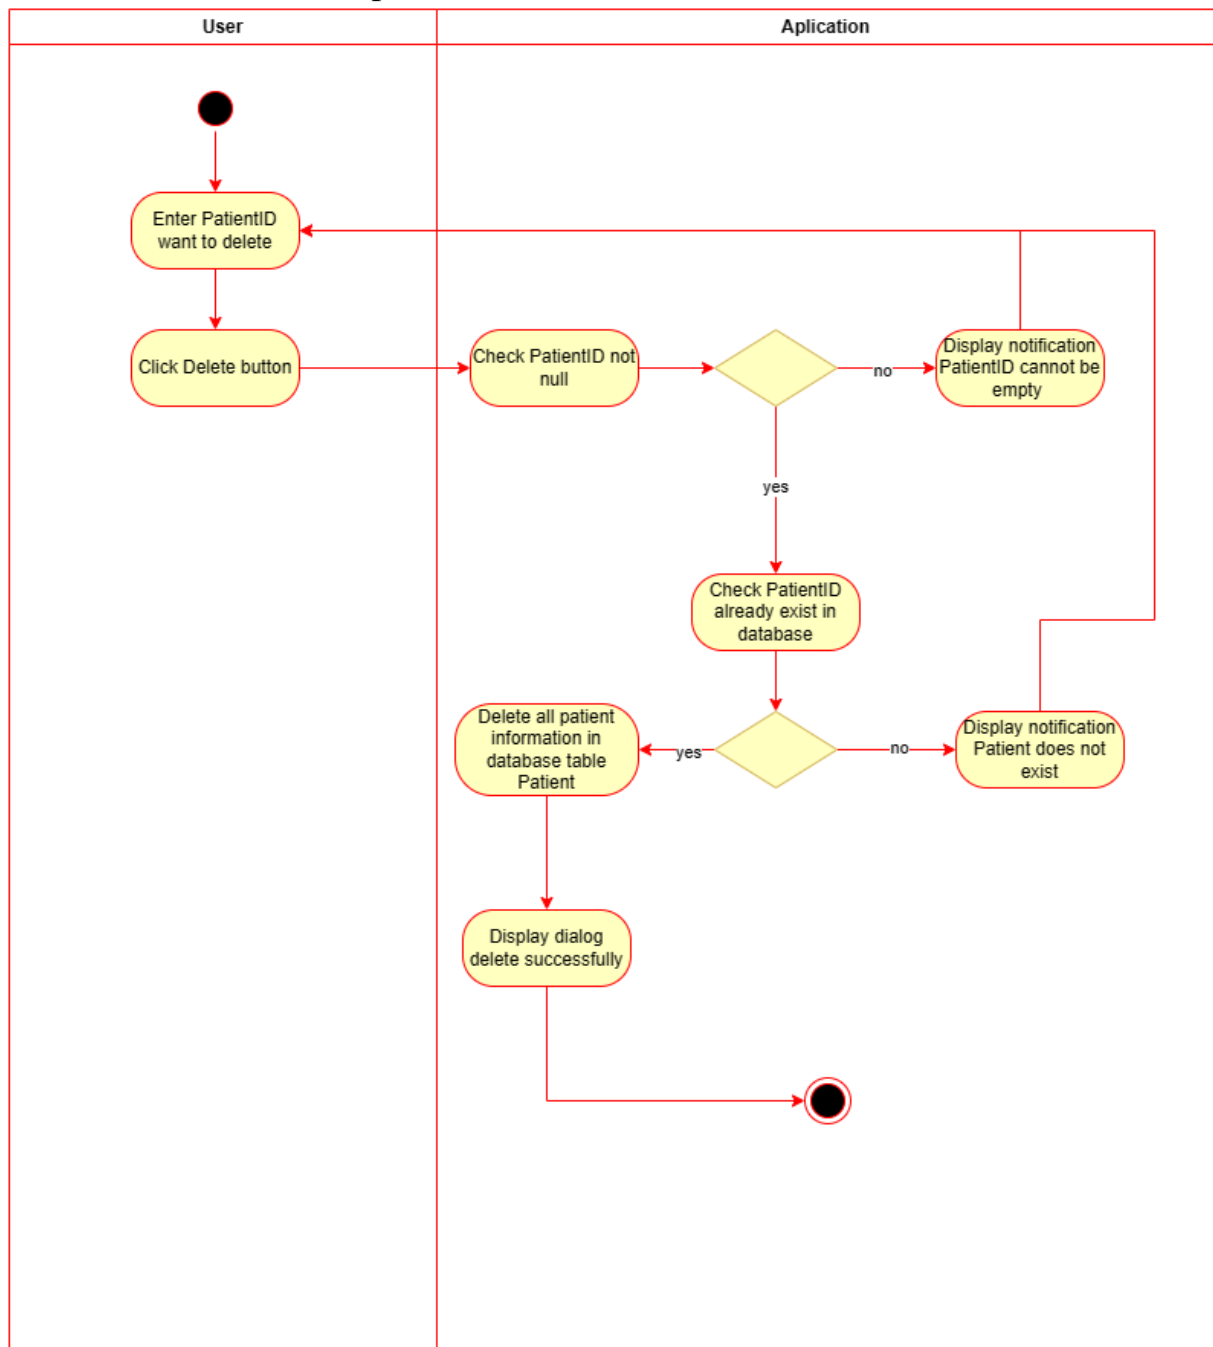 User
Aplication
Enter PatientID
want to delete
Click Delete button
Check PatientID not
null
no
Display notification
PatientID cannot be
empty
yes
Check PatientID
already exist in
database
Delete all patient
information in
database table
Patient
yes
no
Display notification
Patient does not
exist
Display dialog
delete successfully